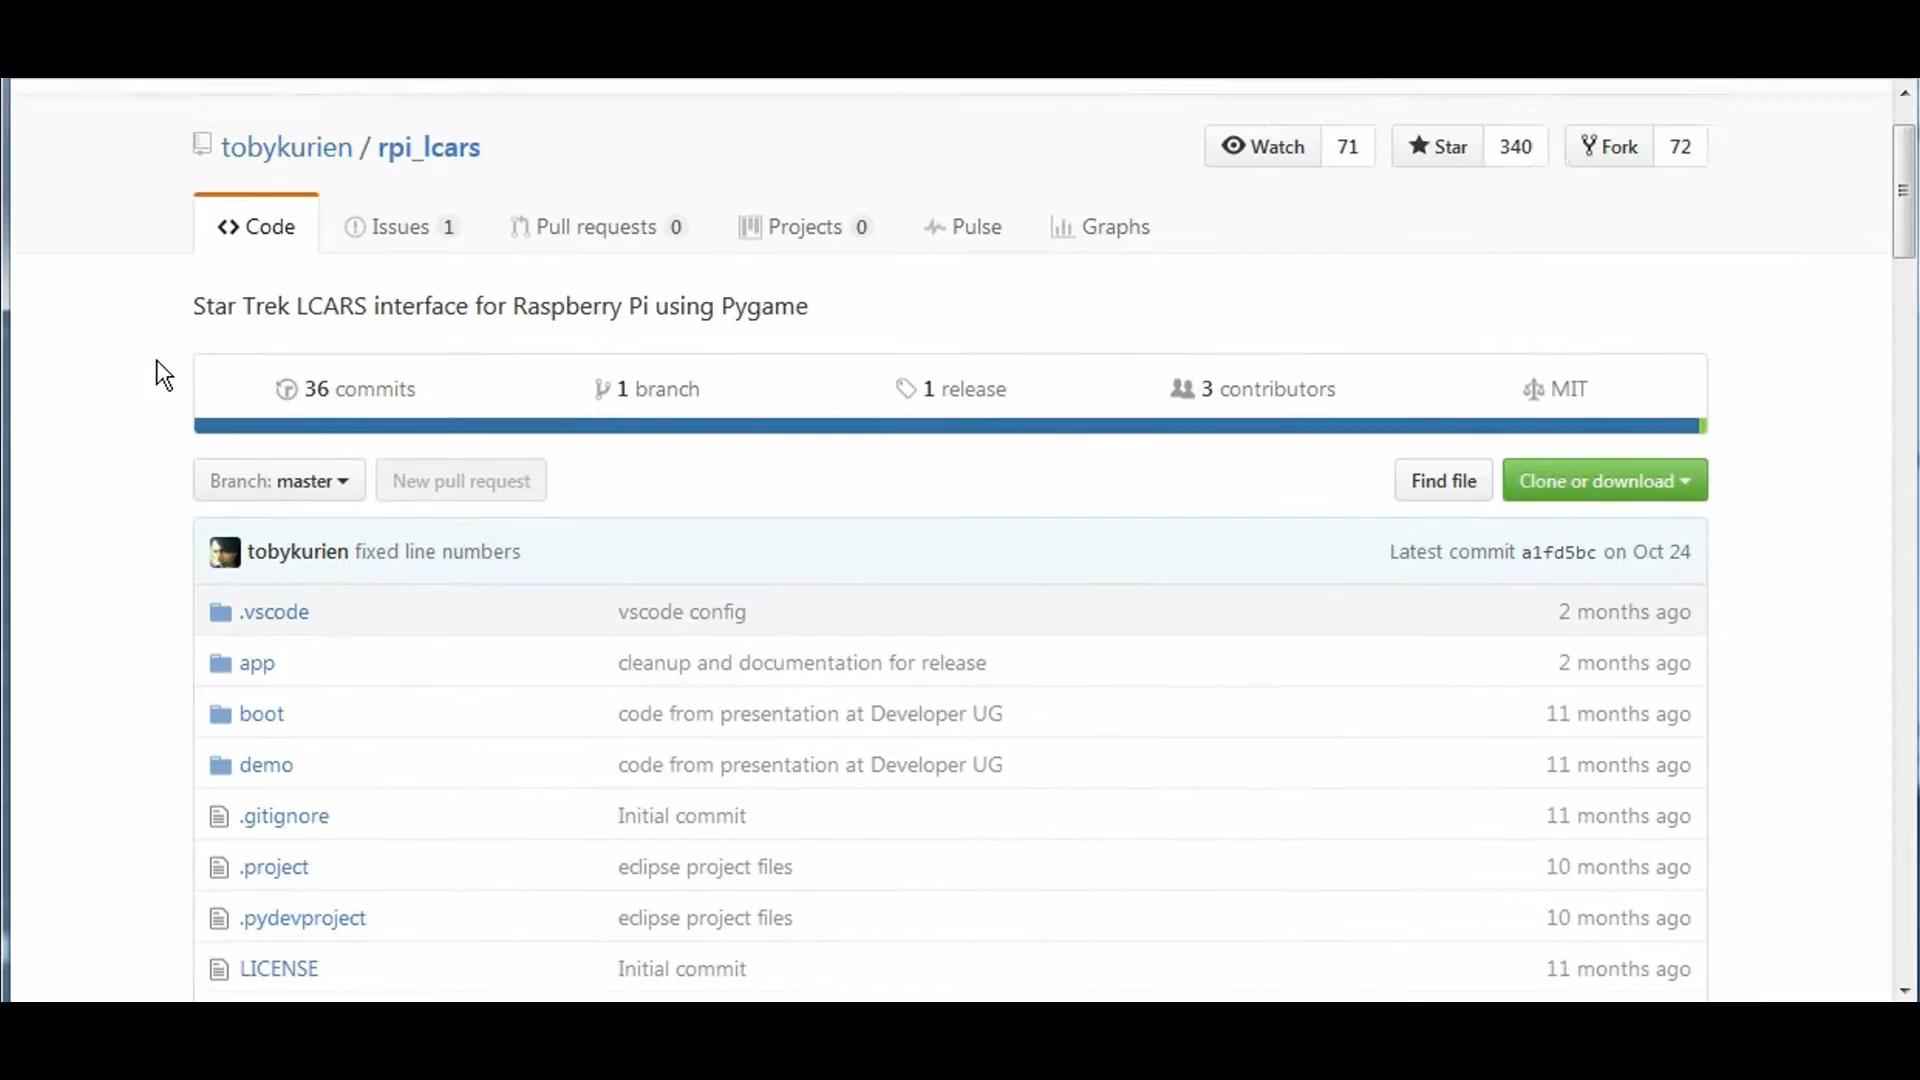 tobykurien / rpi_lcars
Watch 71 Star 340 Fork 72
Code Issues 1 Pull requests 0 Projects 0 Pulse Graphs
Star Trek LCARS interface for Raspberry Pi using Pygame
36 commits 1 branch 1 release 3 contributors MIT
Branch: master New pull request Find file Clone or download
tobykurien fixed line numbers Latest commit a1fd5bc on Oct 24
.vscode vscode config 2 months ago
app cleanup and documentation for release 2 months ago
boot code from presentation at Developer UG 11 months ago
demo code from presentation at Developer UG 11 months ago
.gitignore Initial commit 11 months ago
.project eclipse project files 10 months ago
.pydevproject eclipse project files 10 months ago
LICENSE Initial commit 11 months ago